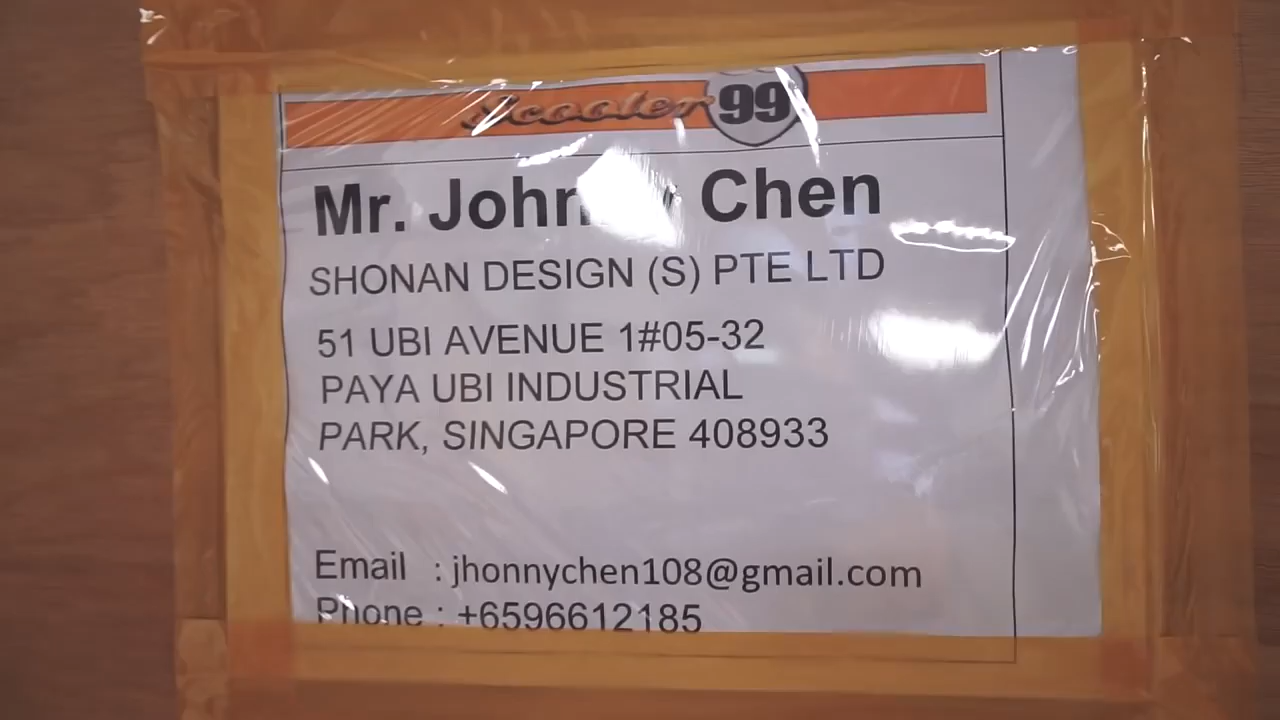 Scooter 99
Mr. Chen
SHONAN DESIGN (S) PTE LTD
51 UBI AVENUE 1#05-32
PAYA UBI INDUSTRIAL
PARK, SINGAPORE 408933
Email : jhonnychen108@gmail.com
Phone : +6596612185